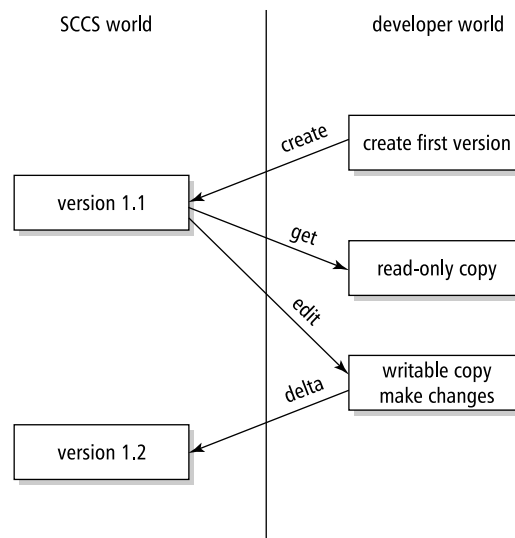 SCCS world
developer world
create
create first version
version 1.1
get
read-only copy
edit
writable copy
make changes
delta
version 1.2